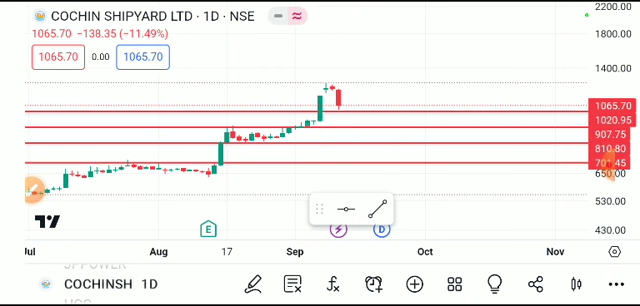 COCHIN SHIPYARD LTD · 1D · NSE
1065.70 −138.35 (−11.49%)
1065.70 0.00 1065.70
2200.00
1800.00
1400.00
1065.70
1020.95
907.75
810.80
701.45
650.00
530.00
430.00
E
D
Jul Aug 17 Sep Oct Nov
JPPOWER
COCHINSH 1D